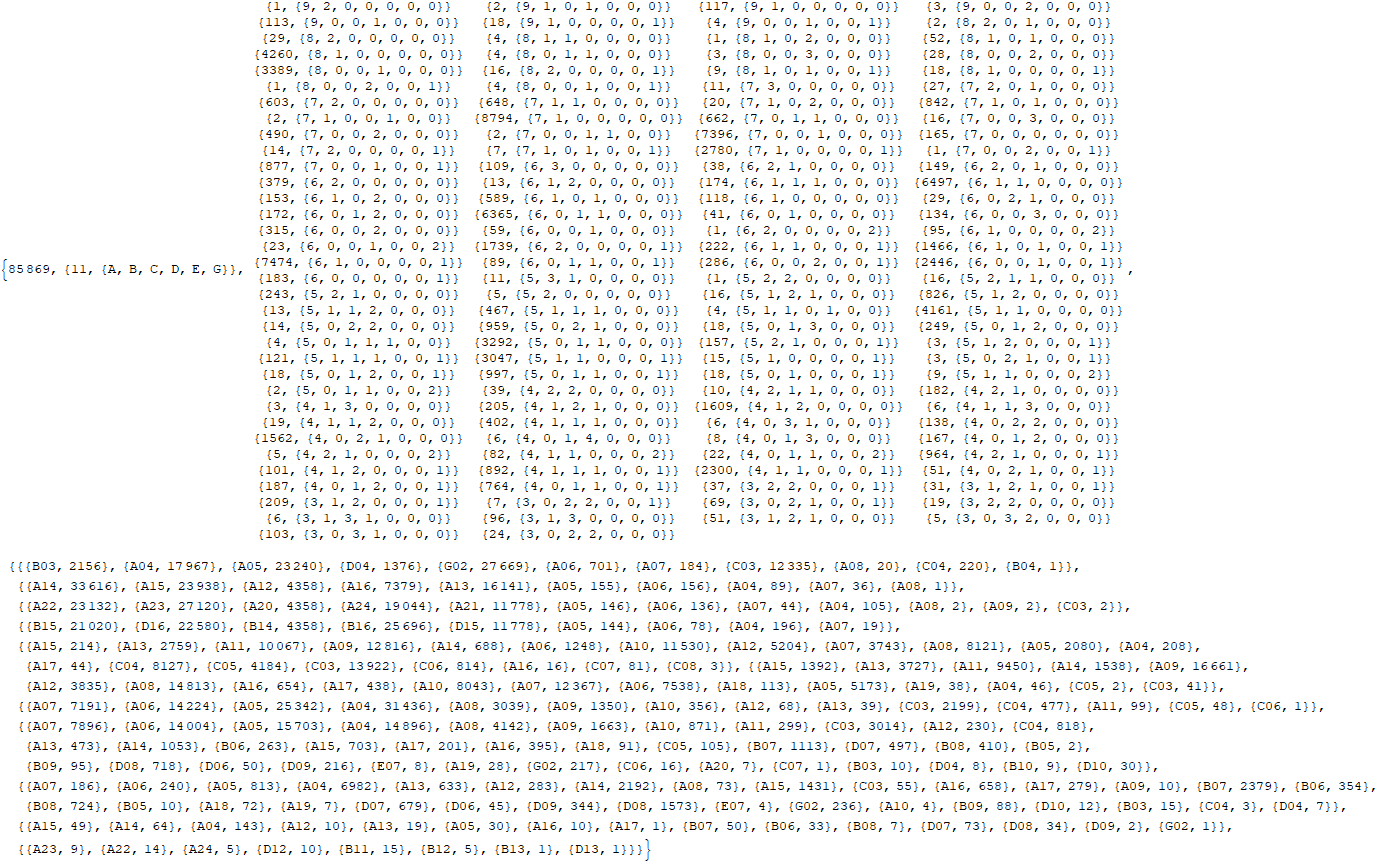 {1, {9, 2, 0, 0, 0, 0, 0}} {2, {9, 1, 0, 1, 0, 0, 0}} {117, {9, 1, 0, 0, 0, 0, 0}} {3, {9, 0, 0, 2, 0, 0, 0}}
{113, {9, 0, 0, 1, 0, 0, 0}} {18, {9, 1, 0, 0, 0, 0, 1}} {4, {9, 0, 0, 1, 0, 0, 1}} {2, {8, 2, 0, 1, 0, 0, 0}}
{29, {8, 2, 0, 0, 0, 0, 0}} {4, {8, 1, 1, 0, 0, 0, 0}} {1, {8, 1, 0, 2, 0, 0, 0}} {52, {8, 1, 0, 1, 0, 0, 0}}
{4260, {8, 1, 0, 0, 0, 0, 0}} {4, {8, 0, 1, 1, 0, 0, 0}} {3, {8, 0, 0, 3, 0, 0, 0}} {28, {8, 0, 0, 2, 0, 0, 0}}
{3389, {8, 0, 0, 1, 0, 0, 0}} {16, {8, 2, 0, 0, 0, 0, 1}} {9, {8, 1, 0, 1, 0, 0, 1}} {18, {8, 1, 0, 0, 0, 0, 1}}
{1, {8, 0, 0, 2, 0, 0, 1}} {4, {8, 0, 0, 1, 0, 0, 1}} {11, {7, 3, 0, 0, 0, 0, 0}} {27, {7, 2, 0, 1, 0, 0, 0}}
{603, {7, 2, 0, 0, 0, 0, 0}} {648, {7, 1, 1, 0, 0, 0, 0}} {20, {7, 1, 0, 2, 0, 0, 0}} {842, {7, 1, 0, 1, 0, 0, 0}}
{2, {7, 1, 0, 0, 1, 0, 0}} {8794, {7, 1, 0, 0, 0, 0, 0}} {662, {7, 0, 1, 1, 0, 0, 0}} {16, {7, 0, 0, 3, 0, 0, 0}}
{490, {7, 0, 0, 2, 0, 0, 0}} {2, {7, 0, 0, 1, 1, 0, 0}} {7396, {7, 0, 0, 1, 0, 0, 0}} {165, {7, 0, 0, 0, 0, 0, 0}}
{14, {7, 2, 0, 0, 0, 0, 1}} {7, {7, 1, 0, 1, 0, 0, 1}} {2780, {7, 1, 0, 0, 0, 0, 1}} {1, {7, 0, 0, 2, 0, 0, 1}}
{877, {7, 0, 0, 1, 0, 0, 1}} {109, {6, 3, 0, 0, 0, 0, 0}} {38, {6, 2, 1, 0, 0, 0, 0}} {149, {6, 2, 0, 1, 0, 0, 0}}
{379, {6, 2, 0, 0, 0, 0, 0}} {13, {6, 1, 2, 0, 0, 0, 0}} {174, {6, 1, 1, 1, 0, 0, 0}} {6497, {6, 1, 1, 0, 0, 0, 0}}
{153, {6, 1, 0, 2, 0, 0, 0}} {589, {6, 1, 0, 1, 0, 0, 0}} {118, {6, 1, 0, 0, 0, 0, 0}} {29, {6, 0, 2, 1, 0, 0, 0}}
{172, {6, 0, 1, 2, 0, 0, 0}} {6365, {6, 0, 1, 1, 0, 0, 0}} {41, {6, 0, 1, 0, 0, 0, 0}} {134, {6, 0, 0, 3, 0, 0, 0}}
{315, {6, 0, 0, 2, 0, 0, 0}} {59, {6, 0, 0, 1, 0, 0, 0}} {1, {6, 2, 0, 0, 0, 0, 2}} {95, {6, 1, 0, 0, 0, 0, 2}}
{23, {6, 0, 0, 1, 0, 0, 2}} {1739, {6, 2, 0, 0, 0, 0, 1}} {222, {6, 1, 1, 0, 0, 0, 1}} {1466, {6, 1, 0, 1, 0, 0, 1}}
{85 869, {11, {A, B, C, D, E, G}}, {7474, {6, 1, 0, 0, 0, 0, 1}} {89, {6, 0, 1, 1, 0, 0, 1}} {286, {6, 0, 0, 2, 0, 0, 1}} {2446, {6, 0, 0, 1, 0, 0, 1}} ,
{183, {6, 0, 0, 0, 0, 0, 1}} {11, {5, 3, 1, 0, 0, 0, 0}} {1, {5, 2, 2, 0, 0, 0, 0}} {16, {5, 2, 1, 1, 0, 0, 0}}
{243, {5, 2, 1, 0, 0, 0, 0}} {5, {5, 2, 0, 0, 0, 0, 0}} {16, {5, 1, 2, 1, 0, 0, 0}} {826, {5, 1, 2, 0, 0, 0, 0}}
{13, {5, 1, 1, 2, 0, 0, 0}} {467, {5, 1, 1, 1, 0, 0, 0}} {4, {5, 1, 1, 0, 1, 0, 0}} {4161, {5, 1, 1, 0, 0, 0, 0}}
{14, {5, 0, 2, 2, 0, 0, 0}} {959, {5, 0, 2, 1, 0, 0, 0}} {18, {5, 0, 1, 3, 0, 0, 0}} {249, {5, 0, 1, 2, 0, 0, 0}}
{4, {5, 0, 1, 1, 1, 0, 0}} {3292, {5, 0, 1, 1, 0, 0, 0}} {157, {5, 2, 1, 0, 0, 0, 1}} {3, {5, 1, 2, 0, 0, 0, 1}}
{121, {5, 1, 1, 1, 0, 0, 1}} {3047, {5, 1, 1, 0, 0, 0, 1}} {15, {5, 1, 0, 0, 0, 0, 1}} {3, {5, 0, 2, 1, 0, 0, 1}}
{18, {5, 0, 1, 2, 0, 0, 1}} {997, {5, 0, 1, 1, 0, 0, 1}} {18, {5, 0, 1, 0, 0, 0, 1}} {9, {5, 1, 1, 0, 0, 0, 2}}
{2, {5, 0, 1, 1, 0, 0, 2}} {39, {4, 2, 2, 0, 0, 0, 0}} {10, {4, 2, 1, 1, 0, 0, 0}} {182, {4, 2, 1, 0, 0, 0, 0}}
{3, {4, 1, 3, 0, 0, 0, 0}} {205, {4, 1, 2, 1, 0, 0, 0}} {1609, {4, 1, 2, 0, 0, 0, 0}} {6, {4, 1, 1, 3, 0, 0, 0}}
{19, {4, 1, 1, 2, 0, 0, 0}} {402, {4, 1, 1, 1, 0, 0, 0}} {6, {4, 0, 3, 1, 0, 0, 0}} {138, {4, 0, 2, 2, 0, 0, 0}}
{1562, {4, 0, 2, 1, 0, 0, 0}} {6, {4, 0, 1, 4, 0, 0, 0}} {8, {4, 0, 1, 3, 0, 0, 0}} {167, {4, 0, 1, 2, 0, 0, 0}}
{5, {4, 2, 1, 0, 0, 0, 2}} {82, {4, 1, 1, 0, 0, 0, 2}} {22, {4, 0, 1, 1, 0, 0, 2}} {964, {4, 2, 1, 0, 0, 0, 1}}
{101, {4, 1, 2, 0, 0, 0, 1}} {892, {4, 1, 1, 1, 0, 0, 1}} {2300, {4, 1, 1, 0, 0, 0, 1}} {51, {4, 0, 2, 1, 0, 0, 1}}
{187, {4, 0, 1, 2, 0, 0, 1}} {764, {4, 0, 1, 1, 0, 0, 1}} {37, {3, 2, 2, 0, 0, 0, 1}} {31, {3, 1, 2, 1, 0, 0, 1}}
{209, {3, 1, 2, 0, 0, 0, 1}} {7, {3, 0, 2, 2, 0, 0, 1}} {69, {3, 0, 2, 1, 0, 0, 1}} {19, {3, 2, 2, 0, 0, 0, 0}}
{6, {3, 1, 3, 1, 0, 0, 0}} {96, {3, 1, 3, 0, 0, 0, 0}} {51, {3, 1, 2, 1, 0, 0, 0}} {5, {3, 0, 3, 2, 0, 0, 0}}
{103, {3, 0, 3, 1, 0, 0, 0}} {24, {3, 0, 2, 2, 0, 0, 0}}
{{{B03, 2156}, {A04, 17 967}, {A05, 23 240}, {D04, 1376}, {G02, 27 669}, {A06, 701}, {A07, 184}, {C03, 12 335}, {A08, 20}, {C04, 220}, {B04, 1}},
{{A14, 33 616}, {A15, 23 938}, {A12, 4358}, {A16, 7379}, {A13, 16 141}, {A05, 155}, {A06, 156}, {A04, 89}, {A07, 36}, {A08, 1}},
{{A22, 23 132}, {A23, 27 120}, {A20, 4358}, {A24, 19 044}, {A21, 11 778}, {A05, 146}, {A06, 136}, {A07, 44}, {A04, 105}, {A08, 2}, {A09, 2}, {C03, 2}},
{{B15, 21 020}, {D16, 22 580}, {B14, 4358}, {B16, 25 696}, {D15, 11 778}, {A05, 144}, {A06, 78}, {A04, 196}, {A07, 19}},
{{A15, 214}, {A13, 2759}, {A11, 10 067}, {A09, 12 816}, {A14, 688}, {A06, 1248}, {A10, 11 530}, {A12, 5204}, {A07, 3743}, {A08, 8121}, {A05, 2080}, {A04, 208},
{A17, 44}, {C04, 8127}, {C05, 4184}, {C03, 13 922}, {C06, 814}, {A16, 16}, {C07, 81}, {C08, 3}}, {{A15, 1392}, {A13, 3727}, {A11, 9450}, {A14, 1538}, {A09, 16 661},
{A12, 3835}, {A08, 14 813}, {A16, 654}, {A17, 438}, {A10, 8043}, {A07, 12 367}, {A06, 7538}, {A18, 113}, {A05, 5173}, {A19, 38}, {A04, 46}, {C05, 2}, {C03, 41}},
{{A07, 7191}, {A06, 14 224}, {A05, 25 342}, {A04, 31 436}, {A08, 3039}, {A09, 1350}, {A10, 356}, {A12, 68}, {A13, 39}, {C03, 2199}, {C04, 477}, {A11, 99}, {C05, 48}, {C06, 1}},
{{A07, 7896}, {A06, 14 004}, {A05, 15 703}, {A04, 14 896}, {A08, 4142}, {A09, 1663}, {A10, 871}, {A11, 299}, {C03, 3014}, {A12, 230}, {C04, 818},
{A13, 473}, {A14, 1053}, {B06, 263}, {A15, 703}, {A17, 201}, {A16, 395}, {A18, 91}, {C05, 105}, {B07, 1113}, {D07, 497}, {B08, 410}, {B05, 2},
{B09, 95}, {D08, 718}, {D06, 50}, {D09, 216}, {E07, 8}, {A19, 28}, {G02, 217}, {C06, 16}, {A20, 7}, {C07, 1}, {B03, 10}, {D04, 8}, {B10, 9}, {D10, 30}},
{{A07, 186}, {A06, 240}, {A05, 813}, {A04, 6982}, {A13, 633}, {A12, 283}, {A14, 2192}, {A08, 73}, {A15, 1431}, {C03, 55}, {A16, 658}, {A17, 279}, {A09, 10}, {B07, 2379}, {B06, 354},
{B08, 724}, {B05, 10}, {A18, 72}, {A19, 7}, {D07, 679}, {D06, 45}, {D09, 344}, {D08, 1573}, {E07, 4}, {G02, 236}, {A10, 4}, {B09, 88}, {D10, 12}, {B03, 15}, {C04, 3}, {D04, 7}},
{{A15, 49}, {A14, 64}, {A04, 143}, {A12, 10}, {A13, 19}, {A05, 30}, {A16, 10}, {A17, 1}, {B07, 50}, {B06, 33}, {B08, 7}, {D07, 73}, {D08, 34}, {D09, 2}, {G02, 1}},
{{A23, 9}, {A22, 14}, {A24, 5}, {D12, 10}, {B11, 15}, {B12, 5}, {B13, 1}, {D13, 1}}}}